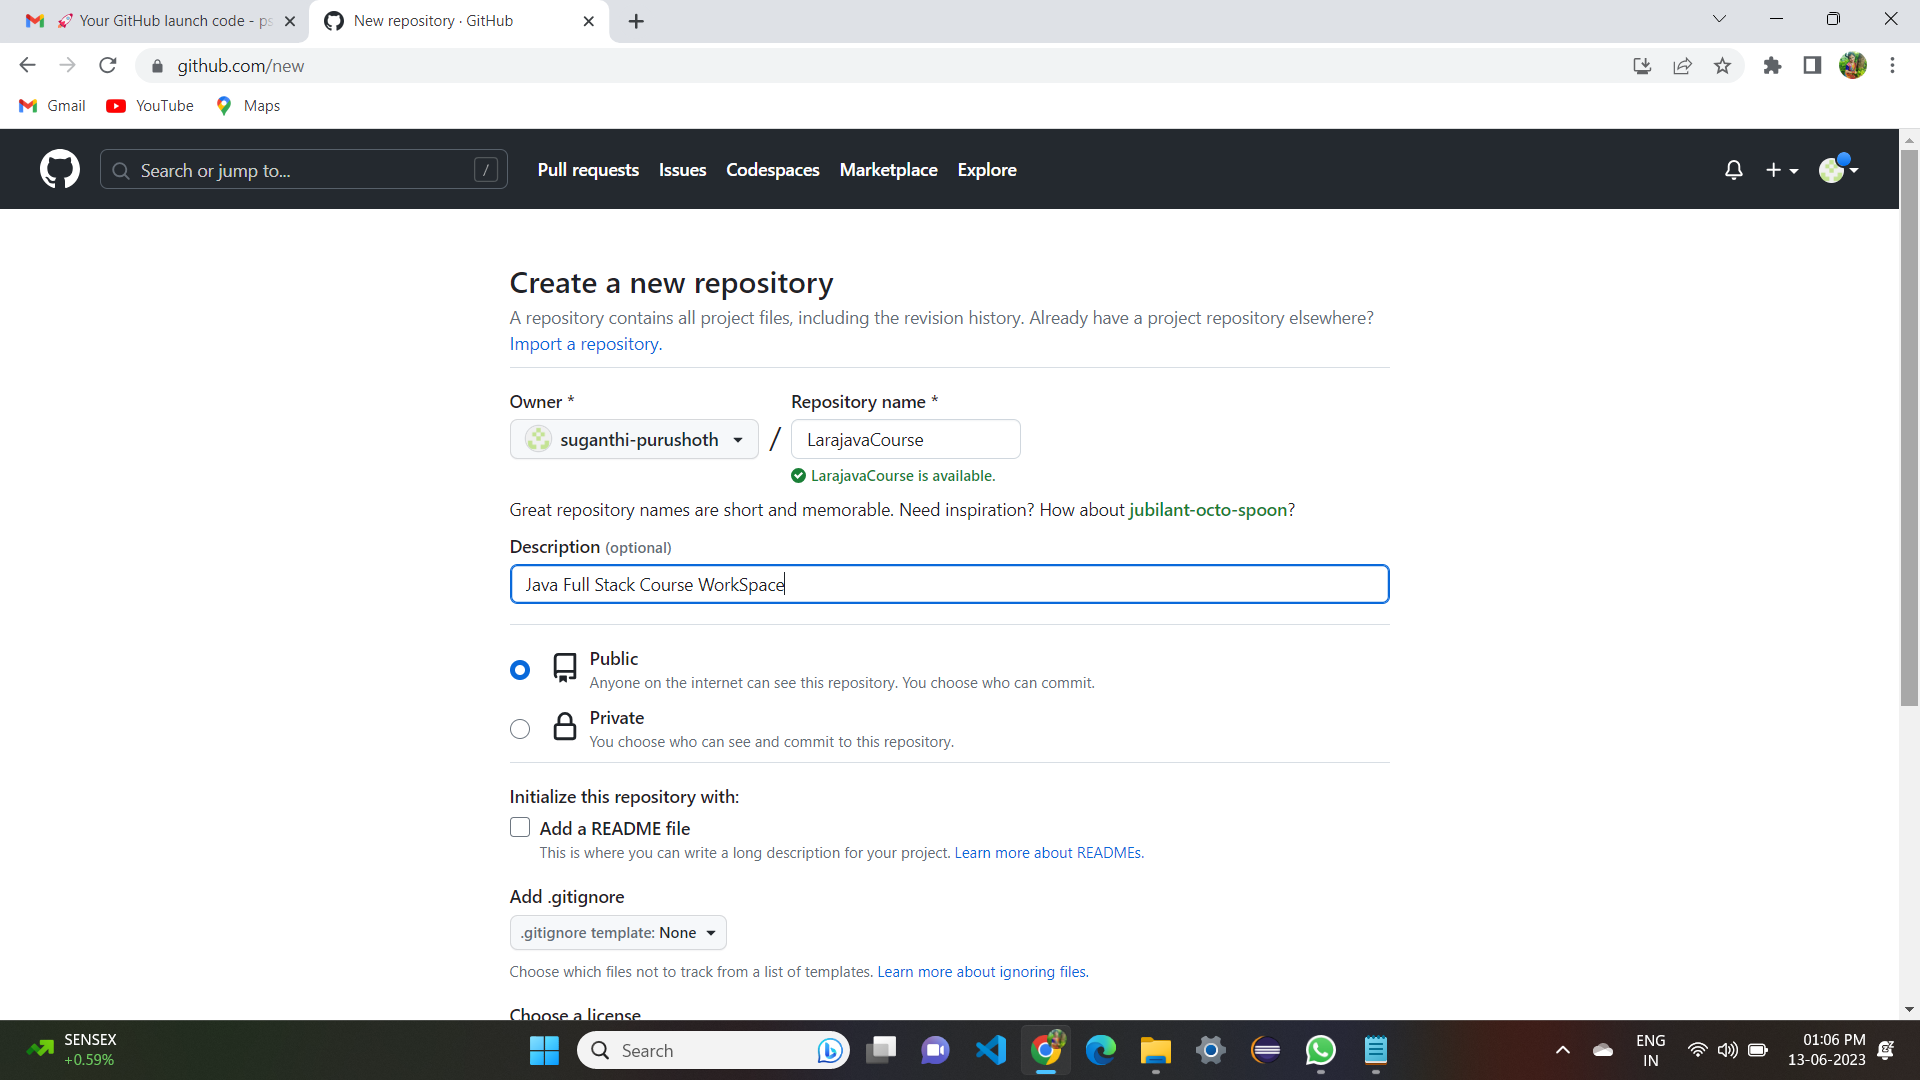 🚀 Your GitHub launch code - ps
New repository · GitHub
github.com/new
Gmail
YouTube
Maps
Search or jump to...
/
Pull requests
Issues
Codespaces
Marketplace
Explore
Create a new repository
A repository contains all project files, including the revision history. Already have a project repository elsewhere?
Import a repository.
Owner *
Repository name *
suganthi-purushoth
/
LarajavaCourse
LarajavaCourse is available.
Great repository names are short and memorable. Need inspiration? How about jubilant-octo-spoon?
Description (optional)
Java Full Stack Course WorkSpace
Public
Anyone on the internet can see this repository. You choose who can commit.
Private
You choose who can see and commit to this repository.
Initialize this repository with:
Add a README file
This is where you can write a long description for your project. Learn more about READMEs.
Add .gitignore
.gitignore template: None
Choose which files not to track from a list of templates. Learn more about ignoring files.
Choose a license
SENSEX
+0.59%
Search
ENG
IN
01:06 PM
13-06-2023